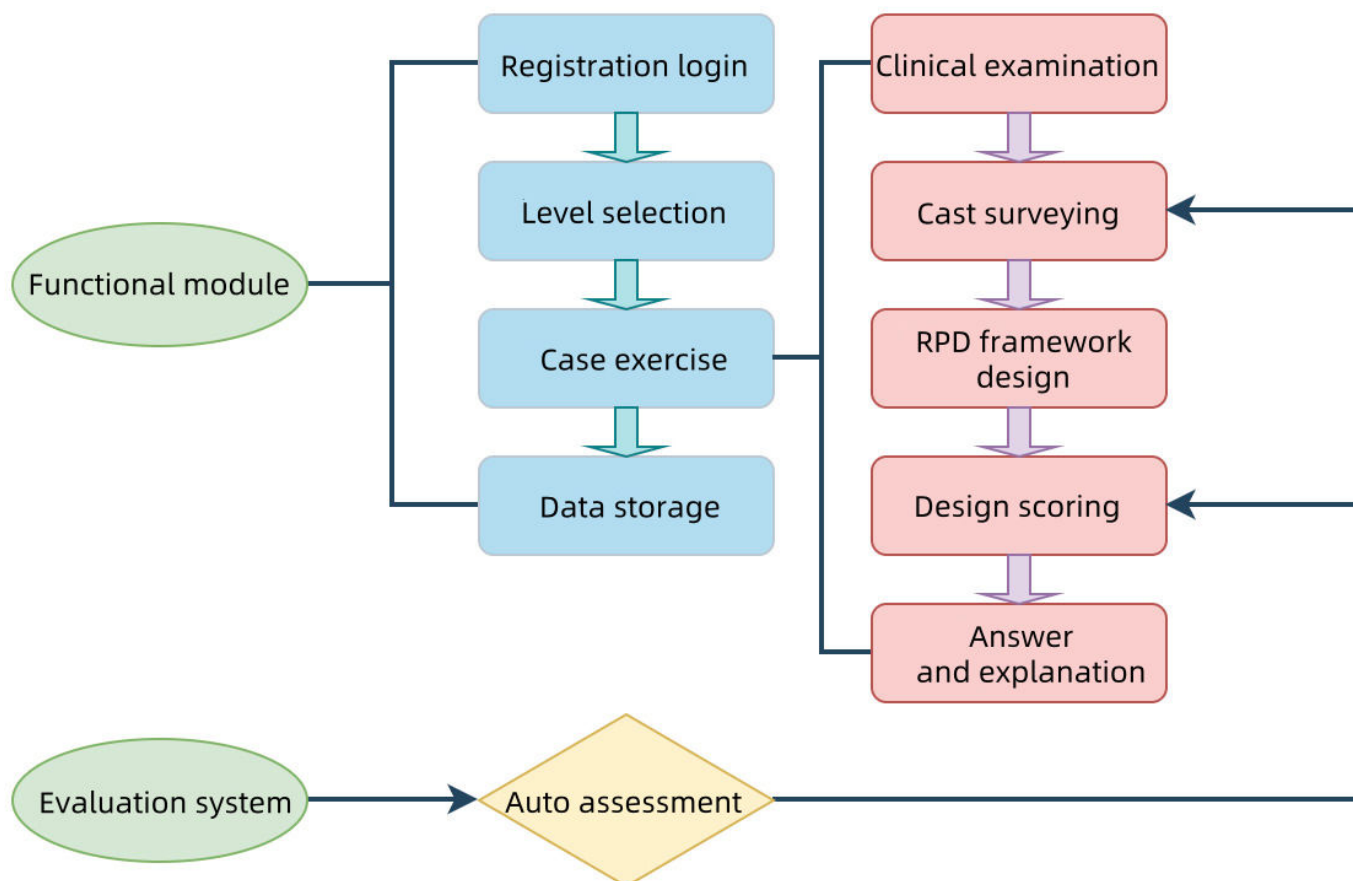 Registration login
Clinical examination
Level selection
Cast surveying
Functional module
Case exercise
RPD framework
design
Data storage
Design scoring
Answer
and explanation
Evaluation system
Auto assessment